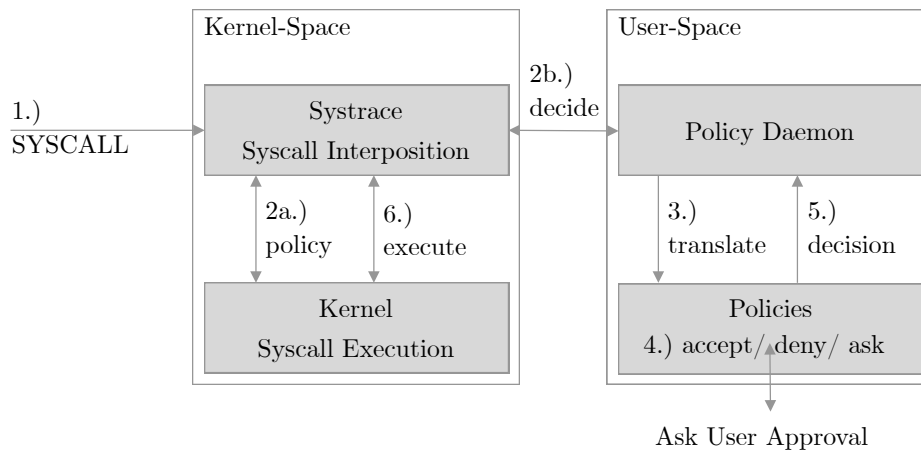 Kernel-Space
User-Space
1.)
SYSCALL
Systrace
Syscall Interposition
2b.)
decide
Policy Daemon
2a.)
policy
6.)
execute
3.)
translate
5.)
decision
Kernel
Syscall Execution
Policies
4.) accept/ deny/ ask
Ask User Approval